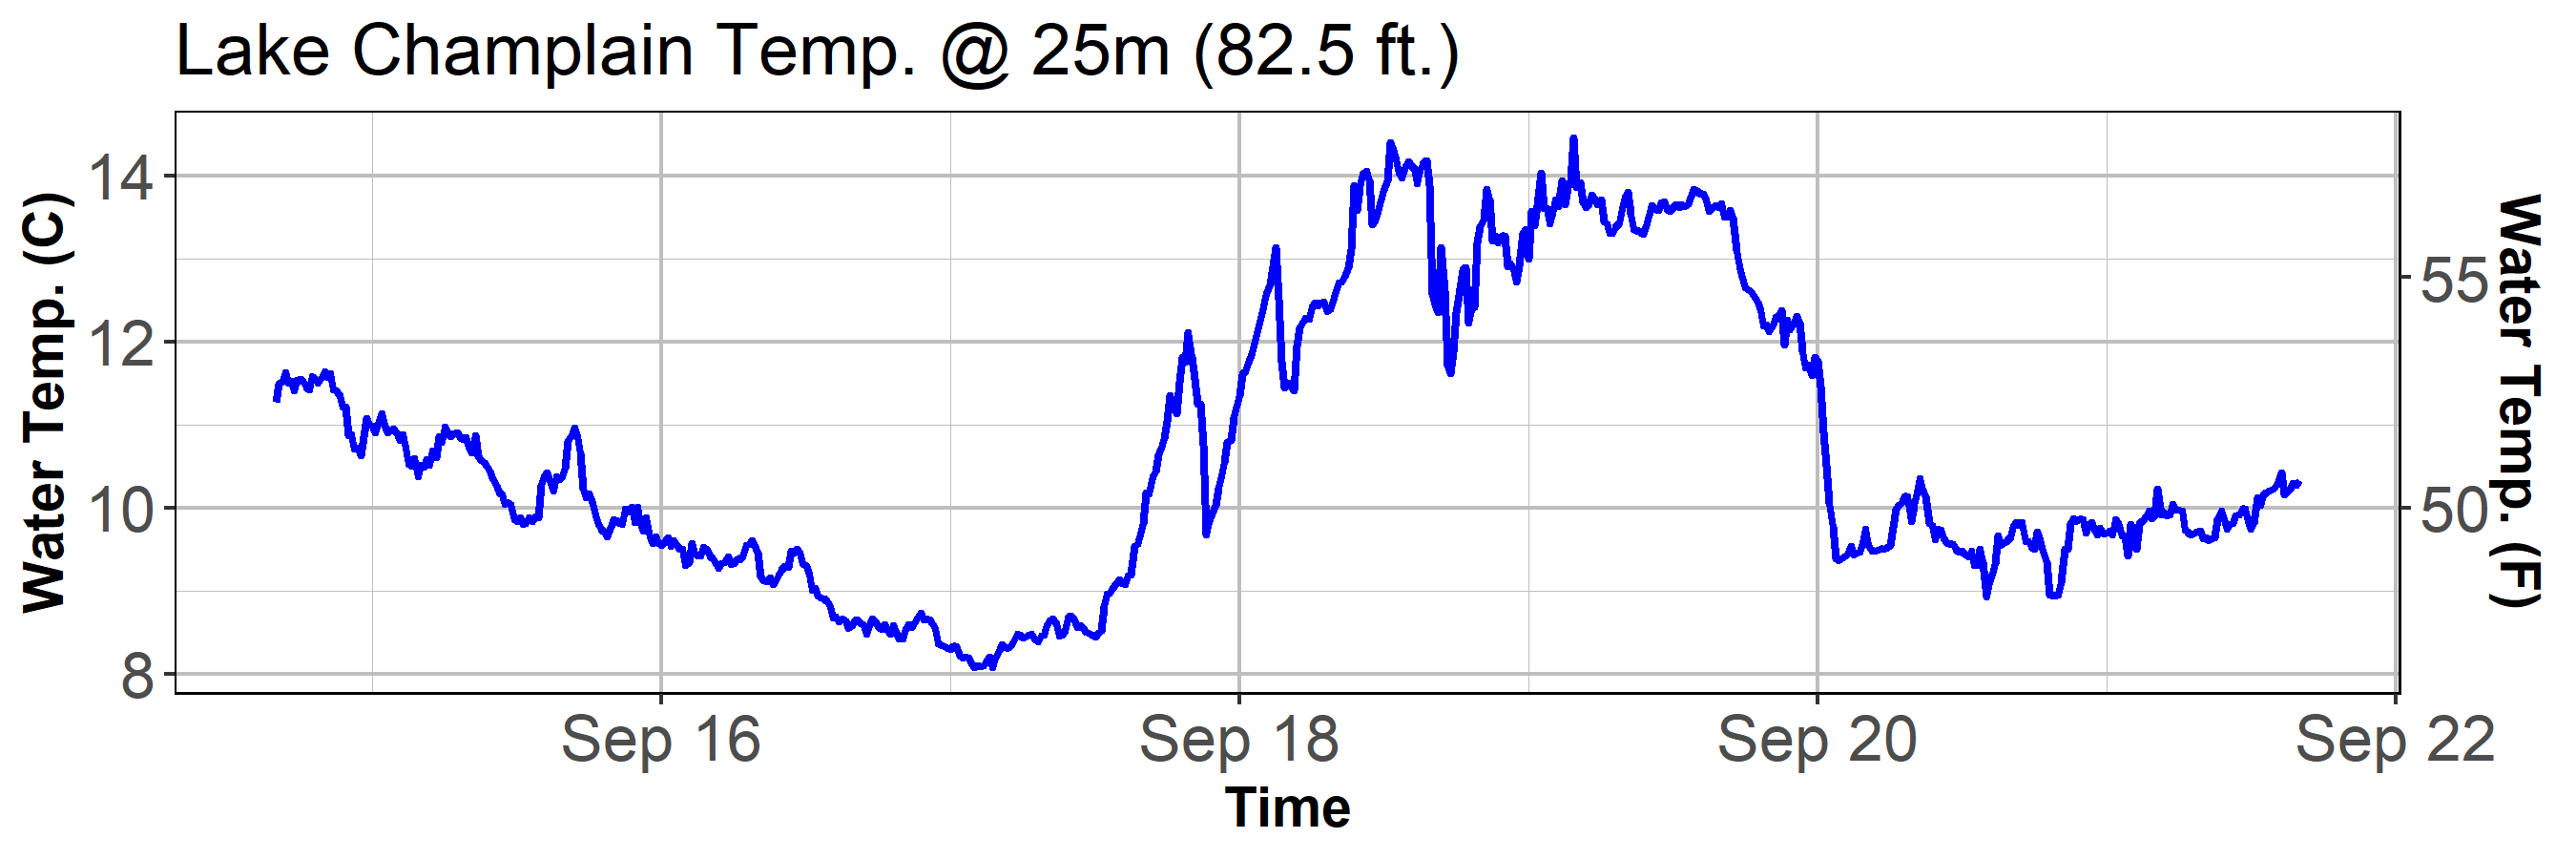 Lake Champlain Temp. @ 25m (82.5 ft.)
Water Temp. (C)
14
12
10
8
55
50
Water Temp. (F)
Sep 16 Sep 18 Sep 20 Sep 22
Time